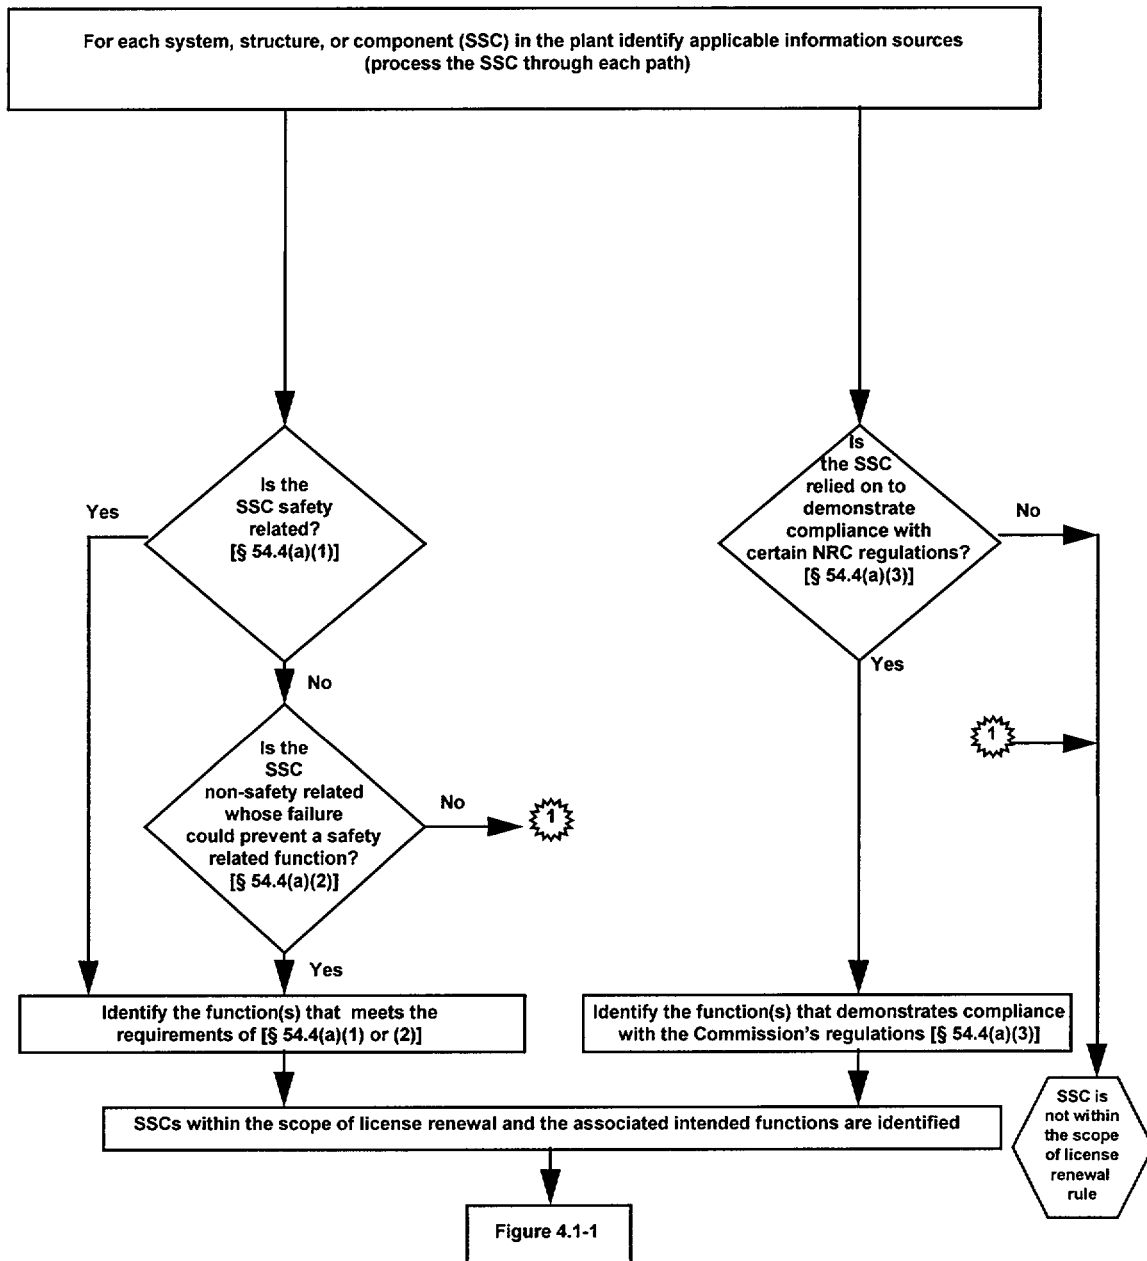 For each system, structure, or component (SSC) in the plant identify applicable information sources
(process the SSC through each path)
Is the
SSC safety
related?
[§ 54.4(a)(1)]
Yes
No
Is
the SSC
relied on to
demonstrate
compliance with
certain NRC regulations?
[§ 54.4(a)(3)]
No
Yes
1
Is the
SSC
non-safety related
whose failure
could prevent a safety
related function?
[§ 54.4(a)(2)]
No
1
Yes
Identify the function(s) that meets the
requirements of [§ 54.4(a)(1) or (2)]
Identify the function(s) that demonstrates compliance
with the Commission's regulations [§ 54.4(a)(3)]
SSCs within the scope of license renewal and the associated intended functions are identified
SSC is
not within
the scope
of license
renewal
rule
Figure 4.1-1